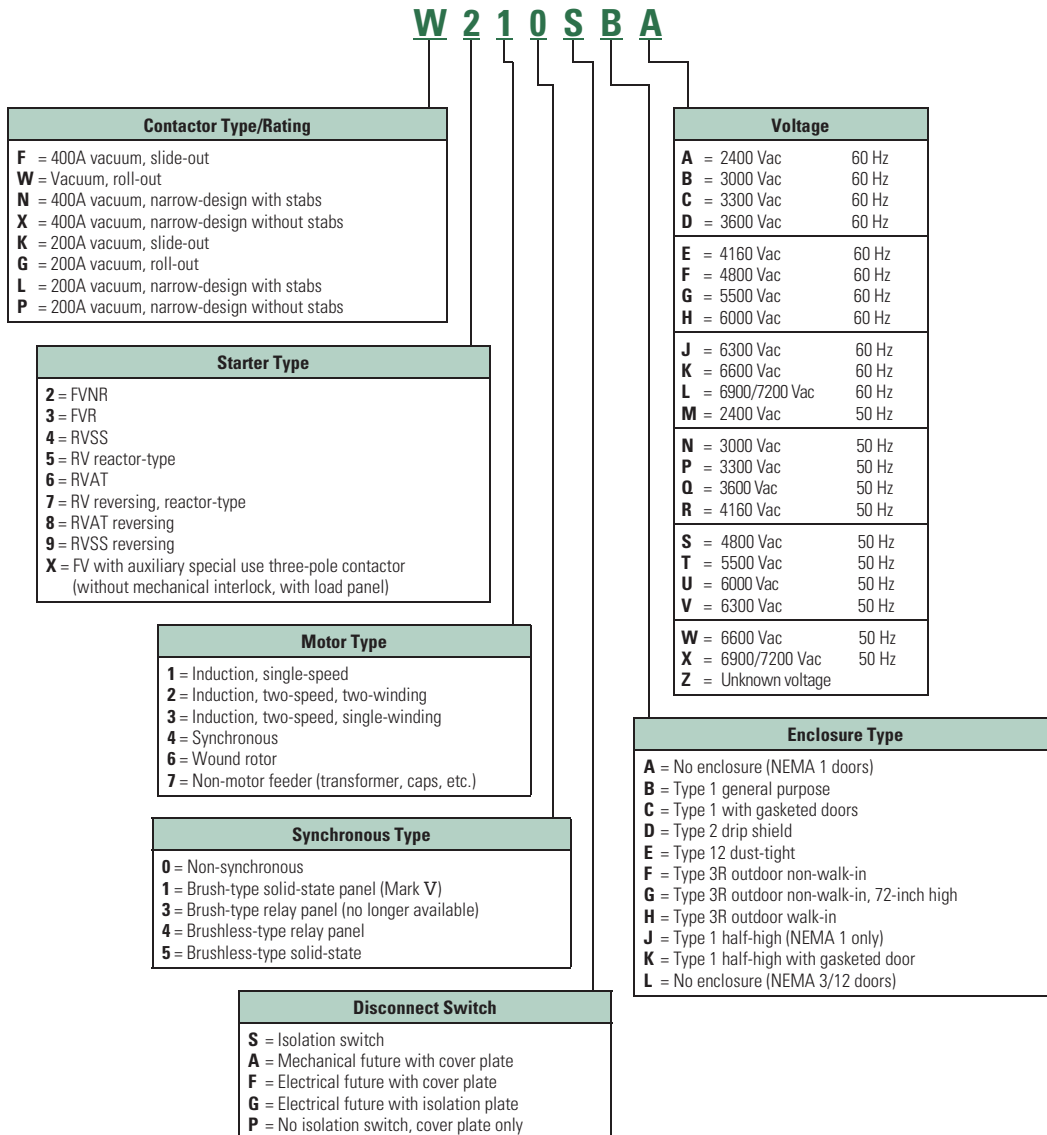 W 2 1 0 S B A
Contactor Type/Rating
F = 400A vacuum, slide-out
W = Vacuum, roll-out
N = 400A vacuum, narrow-design with stabs
X = 400A vacuum, narrow-design without stabs
K = 200A vacuum, slide-out
G = 200A vacuum, roll-out
L = 200A vacuum, narrow-design with stabs
P = 200A vacuum, narrow-design without stabs
Starter Type
2 = FVNR
3 = FVR
4 = RVSS
5 = RV reactor-type
6 = RVAT
7 = RV reversing, reactor-type
8 = RVAT reversing
9 = RVSS reversing
X = FV with auxiliary special use three-pole contactor
(without mechanical interlock, with load panel)
Motor Type
1 = Induction, single-speed
2 = Induction, two-speed, two-winding
3 = Induction, two-speed, single-winding
4 = Synchronous
6 = Wound rotor
7 = Non-motor feeder (transformer, caps, etc.)
Synchronous Type
0 = Non-synchronous
1 = Brush-type solid-state panel (Mark V)
3 = Brush-type relay panel (no longer available)
4 = Brushless-type relay panel
5 = Brushless-type solid-state
Disconnect Switch
S = Isolation switch
A = Mechanical future with cover plate
F = Electrical future with cover plate
G = Electrical future with isolation plate
P = No isolation switch, cover plate only
Voltage
A = 2400 Vac 60 Hz
B = 3000 Vac 60 Hz
C = 3300 Vac 60 Hz
D = 3600 Vac 60 Hz
E = 4160 Vac 60 Hz
F = 4800 Vac 60 Hz
G = 5500 Vac 60 Hz
H = 6000 Vac 60 Hz
J = 6300 Vac 60 Hz
K = 6600 Vac 60 Hz
L = 6900/7200 Vac 60 Hz
M = 2400 Vac 50 Hz
N = 3000 Vac 50 Hz
P = 3300 Vac 50 Hz
Q = 3600 Vac 50 Hz
R = 4160 Vac 50 Hz
S = 4800 Vac 50 Hz
T = 5500 Vac 50 Hz
U = 6000 Vac 50 Hz
V = 6300 Vac 50 Hz
W = 6600 Vac 50 Hz
X = 6900/7200 Vac 50 Hz
Z = Unknown voltage
Enclosure Type
A = No enclosure (NEMA 1 doors)
B = Type 1 general purpose
C = Type 1 with gasketed doors
D = Type 2 drip shield
E = Type 12 dust-tight
F = Type 3R outdoor non-walk-in
G = Type 3R outdoor non-walk-in, 72-inch high
H = Type 3R outdoor walk-in
J = Type 1 half-high (NEMA 1 only)
K = Type 1 half-high with gasketed door
L = No enclosure (NEMA 3/12 doors)